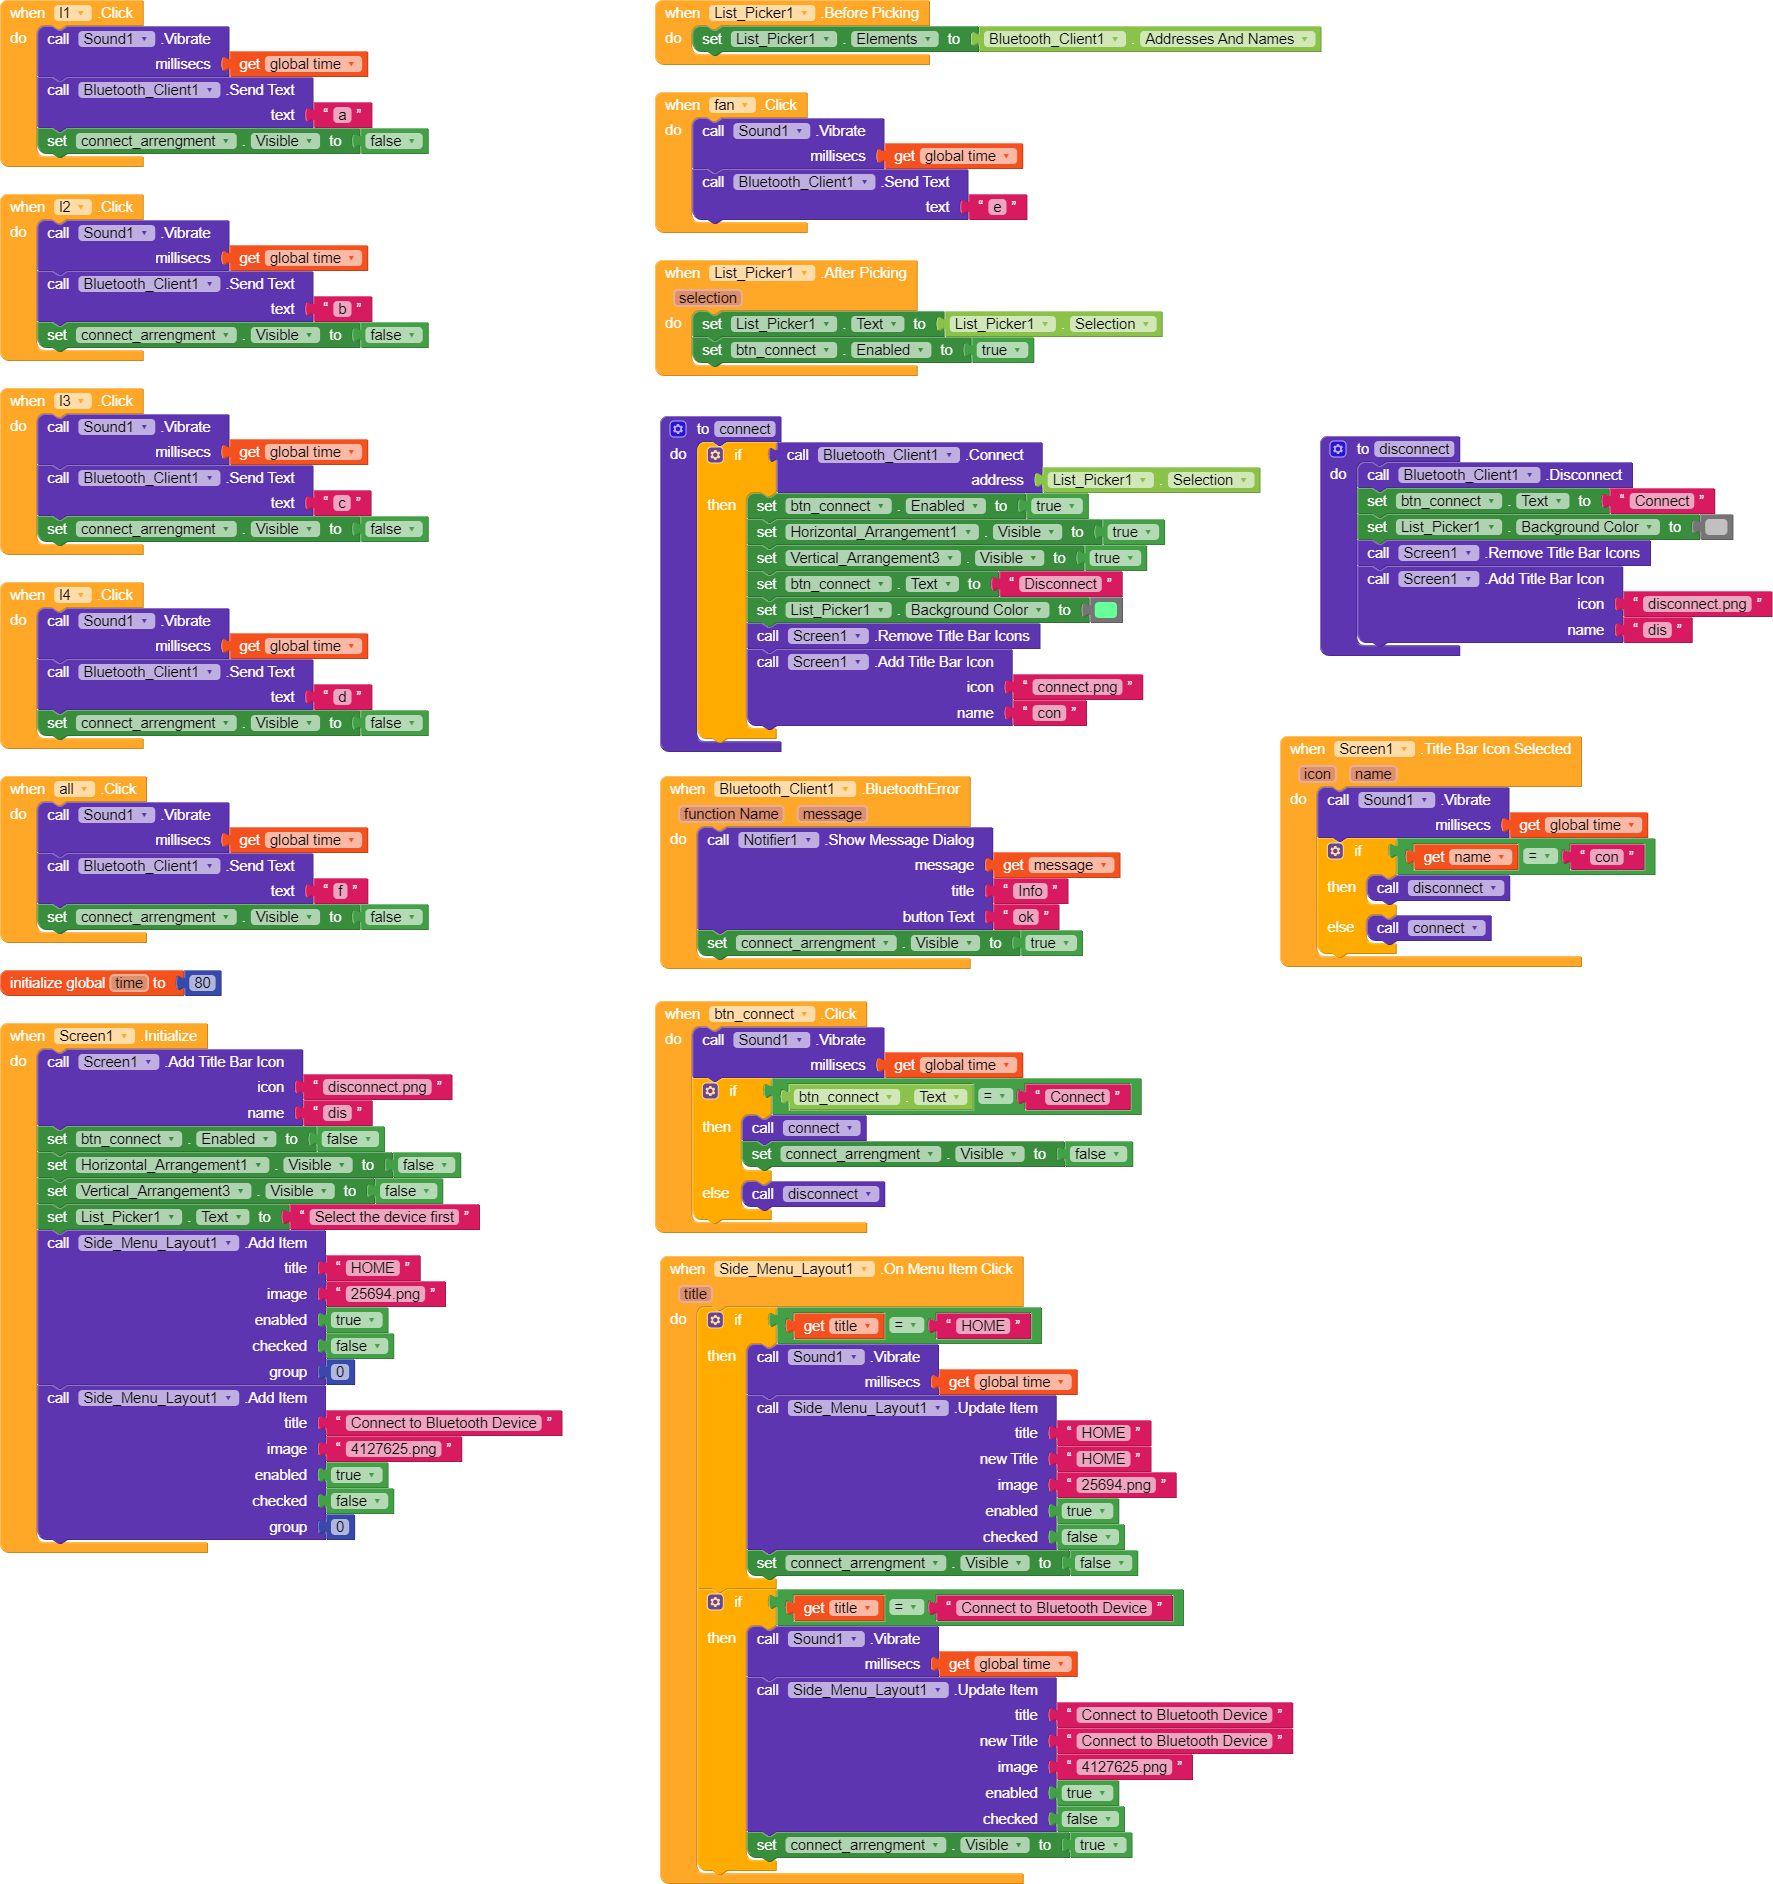 when l1 .Click
do call Sound1 .Vibrate
millisecs get global time
call Bluetooth_Client1 .Send Text
text “ a ”
set connect_arrengment . Visible to false
when l2 .Click
do call Sound1 .Vibrate
millisecs get global time
call Bluetooth_Client1 .Send Text
text “ b ”
set connect_arrengment . Visible to false
when l3 .Click
do call Sound1 .Vibrate
millisecs get global time
call Bluetooth_Client1 .Send Text
text “ c ”
set connect_arrengment . Visible to false
when l4 .Click
do call Sound1 .Vibrate
millisecs get global time
call Bluetooth_Client1 .Send Text
text “ d ”
set connect_arrengment . Visible to false
when all .Click
do call Sound1 .Vibrate
millisecs get global time
call Bluetooth_Client1 .Send Text
text “ f ”
set connect_arrengment . Visible to false
initialize global time to 80
when Screen1 .Initialize
do call Screen1 .Add Title Bar Icon
icon “ disconnect.png ”
name “ dis ”
set btn_connect . Enabled to false
set Horizontal_Arrangement1 . Visible to false
set Vertical_Arrangement3 . Visible to false
set List_Picker1 . Text to “ Select the device first ”
call Side_Menu_Layout1 .Add Item
title “ HOME ”
image “ 25694.png ”
enabled true
checked false
group 0
call Side_Menu_Layout1 .Add Item
title “ Connect to Bluetooth Device ”
image “ 4127625.png ”
enabled true
checked false
group 0
when List_Picker1 .Before Picking
do set List_Picker1 . Elements to Bluetooth_Client1 . Addresses And Names
when fan .Click
do call Sound1 .Vibrate
millisecs get global time
call Bluetooth_Client1 .Send Text
text “ e ”
when List_Picker1 .After Picking
selection
do set List_Picker1 . Text to List_Picker1 . Selection
set btn_connect . Enabled to true
to connect
do if call Bluetooth_Client1 .Connect
address List_Picker1 . Selection
then set btn_connect . Enabled to true
set Horizontal_Arrangement1 . Visible to true
set Vertical_Arrangement3 . Visible to true
set btn_connect . Text to “ Disconnect ”
set List_Picker1 . Background Color to
call Screen1 .Remove Title Bar Icons
call Screen1 .Add Title Bar Icon
icon “ connect.png ”
name “ con ”
when Bluetooth_Client1 .BluetoothError
function Name message
do call Notifier1 .Show Message Dialog
message get message
title “ Info ”
button Text “ ok ”
set connect_arrengment . Visible to true
when btn_connect .Click
do call Sound1 .Vibrate
millisecs get global time
if btn_connect . Text = “ Connect ”
then call connect
set connect_arrengment . Visible to false
else call disconnect
when Side_Menu_Layout1 .On Menu Item Click
title
do if get title = “ HOME ”
then call Sound1 .Vibrate
millisecs get global time
call Side_Menu_Layout1 .Update Item
title “ HOME ”
new Title “ HOME ”
image “ 25694.png ”
enabled true
checked false
set connect_arrengment . Visible to false
if get title = “ Connect to Bluetooth Device ”
then call Sound1 .Vibrate
millisecs get global time
call Side_Menu_Layout1 .Update Item
title “ Connect to Bluetooth Device ”
new Title “ Connect to Bluetooth Device ”
image “ 4127625.png ”
enabled true
checked false
set connect_arrengment . Visible to true
to disconnect
do call Bluetooth_Client1 .Disconnect
set btn_connect . Text to “ Connect ”
set List_Picker1 . Background Color to
call Screen1 .Remove Title Bar Icons
call Screen1 .Add Title Bar Icon
icon “ disconnect.png ”
name “ dis ”
when Screen1 .Title Bar Icon Selected
icon name
do call Sound1 .Vibrate
millisecs get global time
if get name = “ con ”
then call disconnect
else call connect